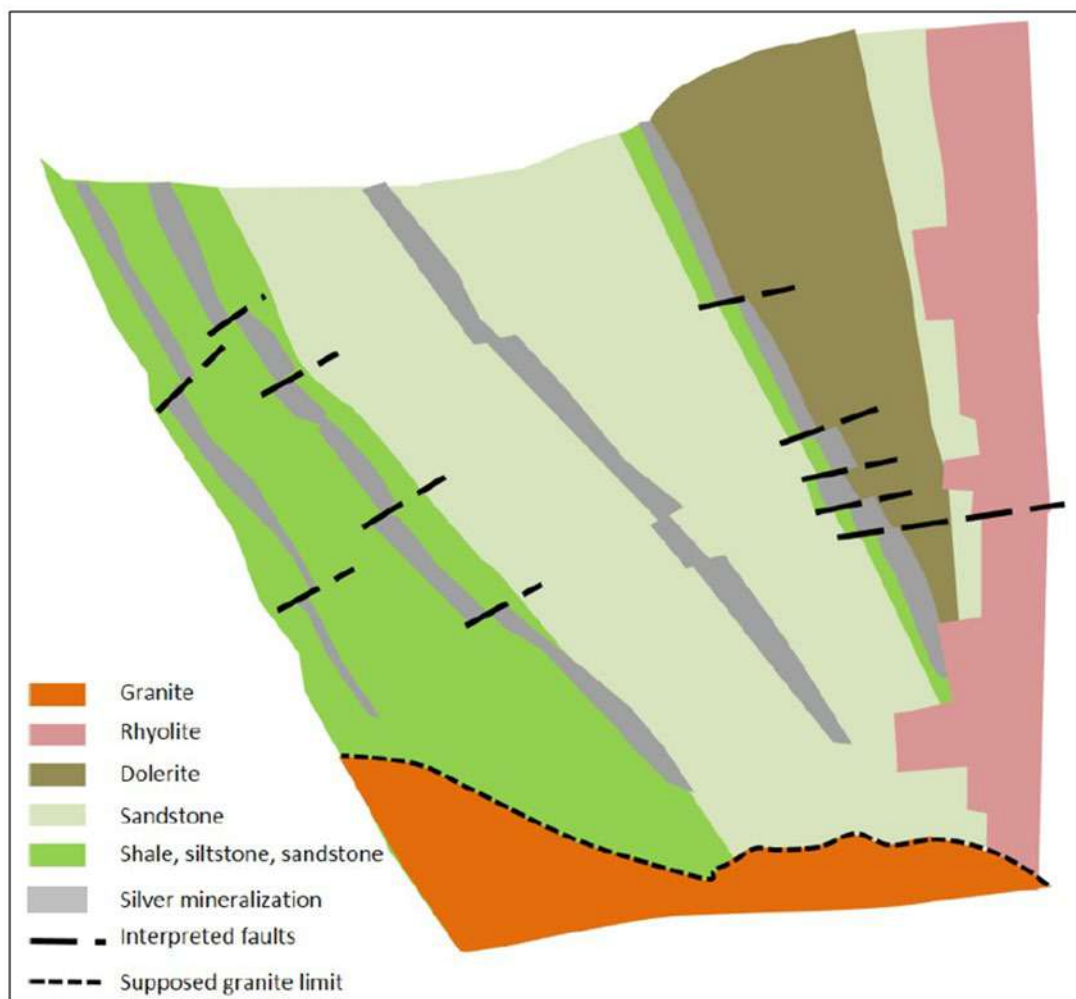 Granite
Rhyolite
Dolerite
Sandstone
Shale, siltstone, sandstone
Silver mineralization
Interpreted faults
Supposed granite limit